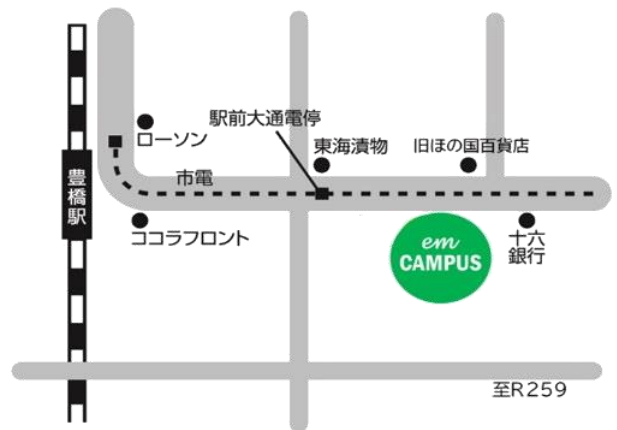 駅前大通電停
ローソン
東海漬物
旧ほの国百貨店
市電
豊橋駅
ココラフロント
em
CAMPUS
十六
銀行
至R259